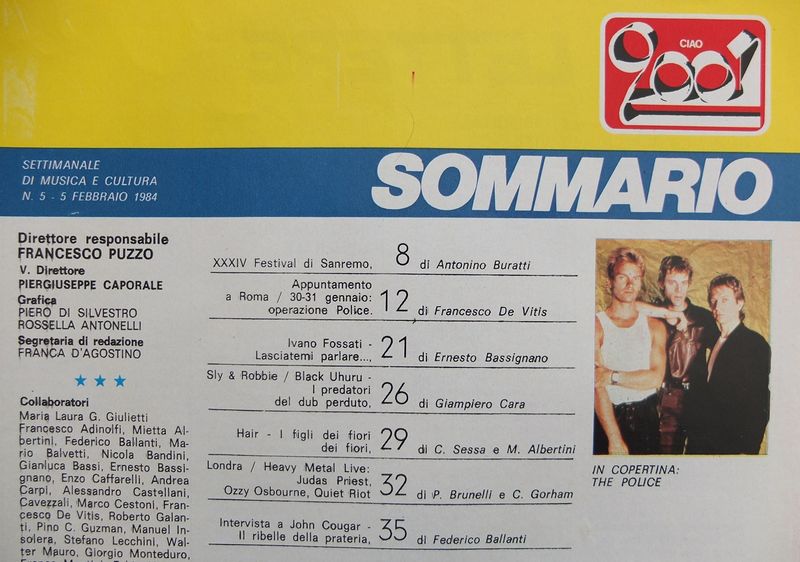 CIAO
2001
SETTIMANALE
DI MUSICA E CULTURA
N. 5 - 5 FEBBRAIO 1984
SOMMARIO
Direttore responsabile
FRANCESCO PUZZO
V. Direttore
PIERGIUSEPPE CAPORALE
Grafica
PIERO DI SILVESTRO
ROSSELLA ANTONELLI
Segretaria di redazione
FRANCA D'AGOSTINO
Collaboratori
Maria Laura G. Giulietti
Francesco Adinolfi, Mietta Al-
bertini, Federico Ballanti, Ma-
rio Balvetti, Nicola Bandini,
Gianluca Bassi, Ernesto Bassi-
gnano, Enzo Caffarelli, Andrea
Carpi, Alessandro Castellani,
Cavezzali, Marco Cestoni, Fran-
cesco De Vitis, Roberto Galan-
ti, Pino C. Guzman, Manuel In-
solera, Stefano Lecchini, Wal-
ter Mauro, Giorgio Monteduro,
XXXIV Festival di Sanremo, 8 di Antonino Buratti
Appuntamento
a Roma / 30-31 gennaio:
operazione Police. 12 di Francesco De Vitis
Ivano Fossati -
Lasciatemi parlare..., 21 di Ernesto Bassignano
Sly & Robbie / Black Uhuru -
I predatori
del dub perduto, 26 di Giampiero Cara
Hair - I figli dei fiori
dei fiori, 29 di C. Sessa e M. Albertini
Londra / Heavy Metal Live:
Judas Priest,
Ozzy Osbourne, Quiet Riot 32 di P. Brunelli e C. Gorham
Intervista a John Cougar -
Il ribelle della prateria, 35 di Federico Ballanti
IN COPERTINA:
THE POLICE